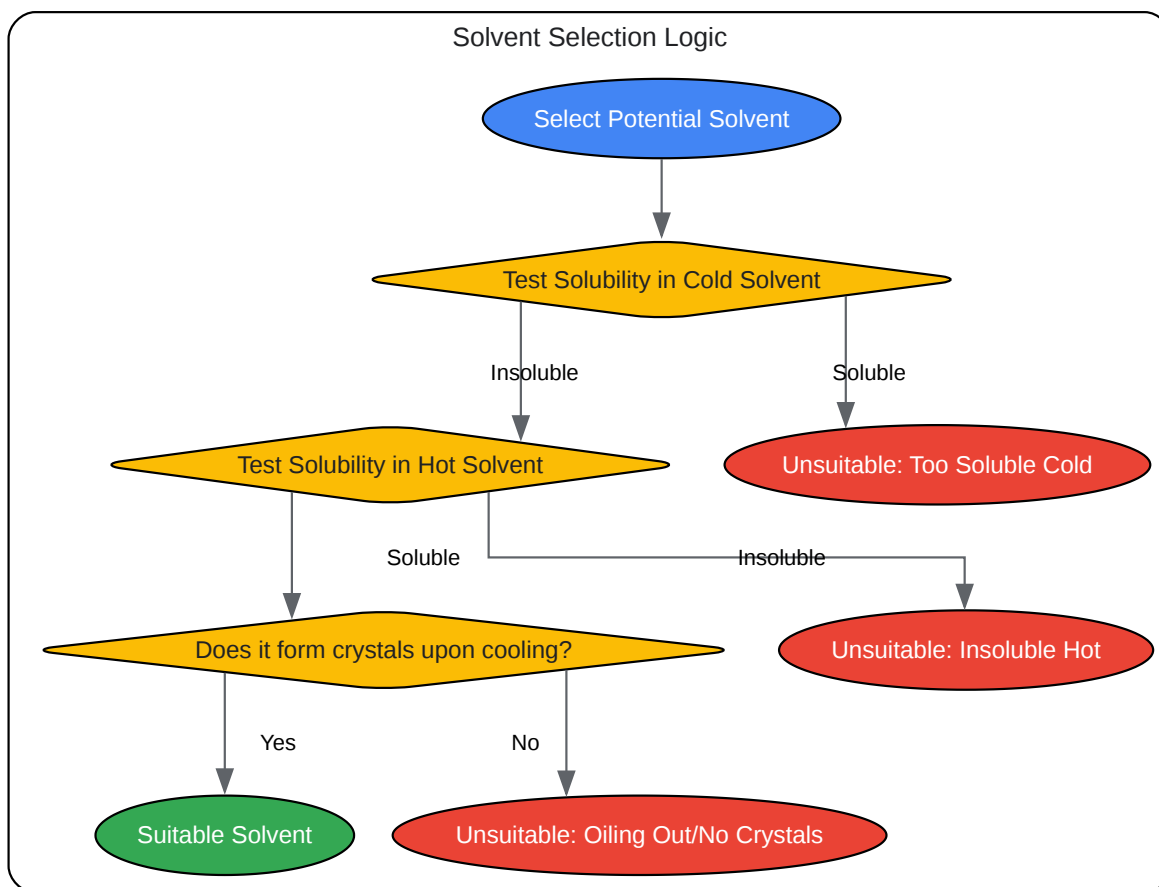 Solvent Selection Logic
Select Potential Solvent
Test Solubility in Cold Solvent
Insoluble
Soluble
Test Solubility in Hot Solvent
Unsuitable: Too Soluble Cold
Soluble
Insoluble
Does it form crystals upon cooling?
Unsuitable: Insoluble Hot
Yes
No
Suitable Solvent
Unsuitable: Oiling Out/No Crystals